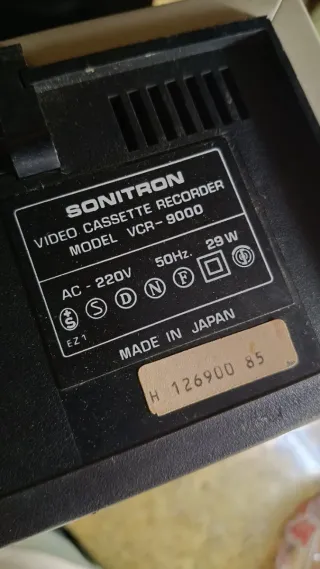 SONITRON
VIDEO CASSETTE RECORDER
MODEL VCR-9000
AC - 220V 50Hz. 29W
S D N F
EZ1
MADE IN JAPAN
H 126900 85